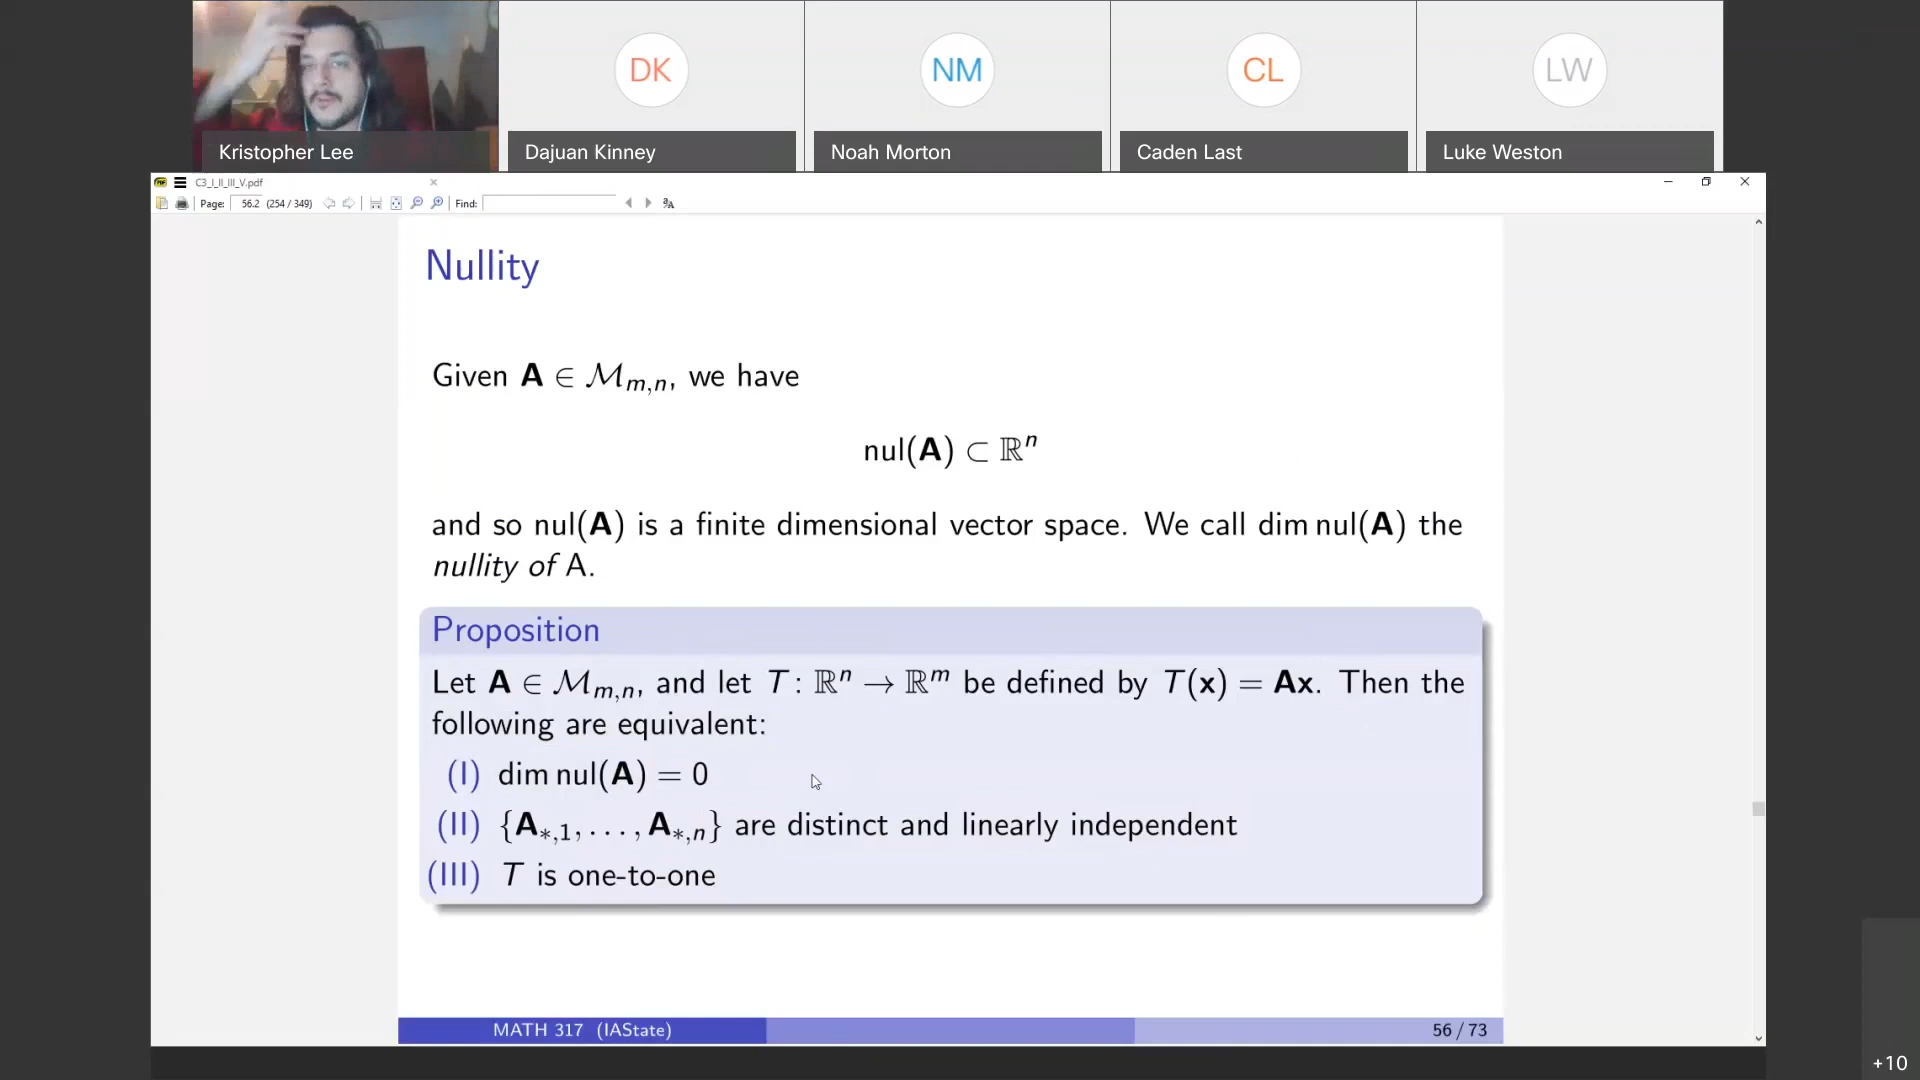 DK
NM
CL
LW
Kristopher Lee
Dajuan Kinney
Noah Morton
Caden Last
Luke Weston
C3_I_II_III_V.pdf
Page: 56.2 (254 / 349) Find:
Nullity
Given A ∈ ℳₘ,ₙ, we have
nul(A) ⊂ ℝⁿ
and so nul(A) is a finite dimensional vector space. We call dim nul(A) the
nullity of A.
Proposition
Let A ∈ ℳₘ,ₙ, and let T : ℝⁿ → ℝᵐ be defined by T(x) = Ax. Then the
following are equivalent:
(I) dim nul(A) = 0
(II) {A_{∗,1}, . . . , A_{∗,n}} are distinct and linearly independent
(III) T is one-to-one
MATH 317 (IAState) 56 / 73
+10